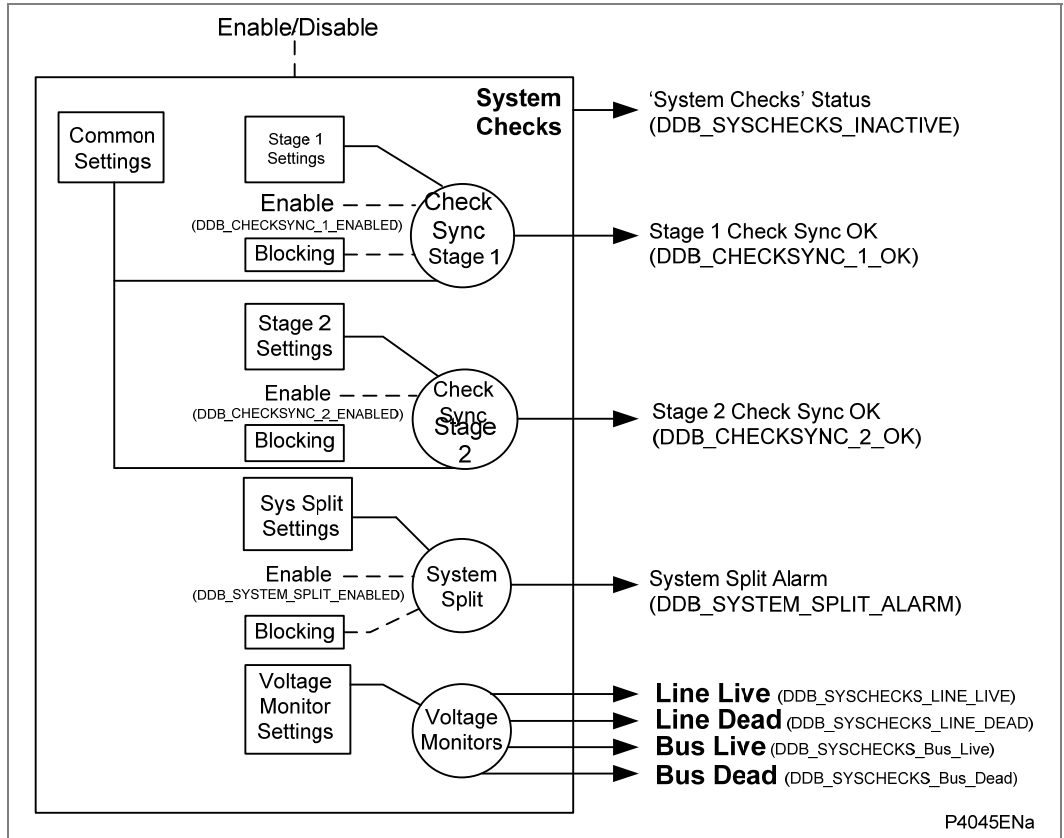 Enable/Disable
System
Checks
'System Checks' Status
(DDB_SYSCHECKS_INACTIVE)
Common
Settings
Stage 1
Settings
Enable
(DDB_CHECKSYNC_1_ENABLED)
Blocking
Check
Sync
Stage 1
Stage 1 Check Sync OK
(DDB_CHECKSYNC_1_OK)
Stage 2
Settings
Enable
(DDB_CHECKSYNC_2_ENABLED)
Blocking
Check
Sync
Stage
2
Stage 2 Check Sync OK
(DDB_CHECKSYNC_2_OK)
Sys Split
Settings
Enable
(DDB_SYSTEM_SPLIT_ENABLED)
Blocking
System
Split
System Split Alarm
(DDB_SYSTEM_SPLIT_ALARM)
Voltage
Monitor
Settings
Voltage
Monitors
Line Live (DDB_SYSCHECKS_LINE_LIVE)
Line Dead (DDB_SYSCHECKS_LINE_DEAD)
Bus Live (DDB_SYSCHECKS_Bus_Live)
Bus Dead (DDB_SYSCHECKS_Bus_Dead)
P4045ENa